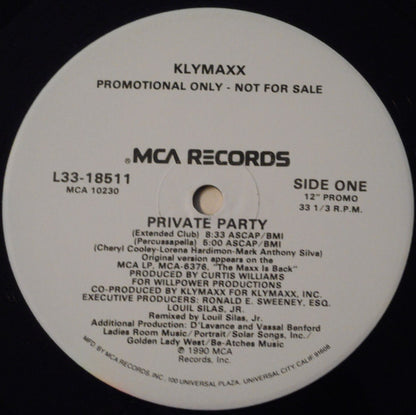 KLYMAXX
PROMOTIONAL ONLY - NOT FOR SALE
®MCA RECORDS
L33-18511
MCA 10230
SIDE ONE
12" PROMO
33 1/3 R.P.M.
PRIVATE PARTY
(Extended Club) 8:33 ASCAP/BMI
(Percussapella) 5:00 ASCAP/BMI
(Cheryl Cooley-Lorena Hardimon-Mark Anthony Silva)
Original version appears on the
MCA LP, MCA-6376, "The Maxx Is Back"
PRODUCED BY CURTIS WILLIAMS
FOR WILLPOWER PRODUCTIONS
CO-PRODUCED BY KLYMAXX FOR KLYMAXX, INC.
EXECUTIVE PRODUCERS: RONALD E. SWEENEY, ESQ.
LOUIL SILAS, JR.
Remixed by Louil Silas, Jr.
Additional Production: D'Lavance and Vassal Benford
Ladies Room Music/Portrait/Solar Songs, Inc./
Golden Lady West/Be-Atches Music
℗ 1990 MCA
Records, Inc.
MFD BY MCA RECORDS, INC., 100 UNIVERSAL PLAZA, UNIVERSAL CITY, CALIF 91608